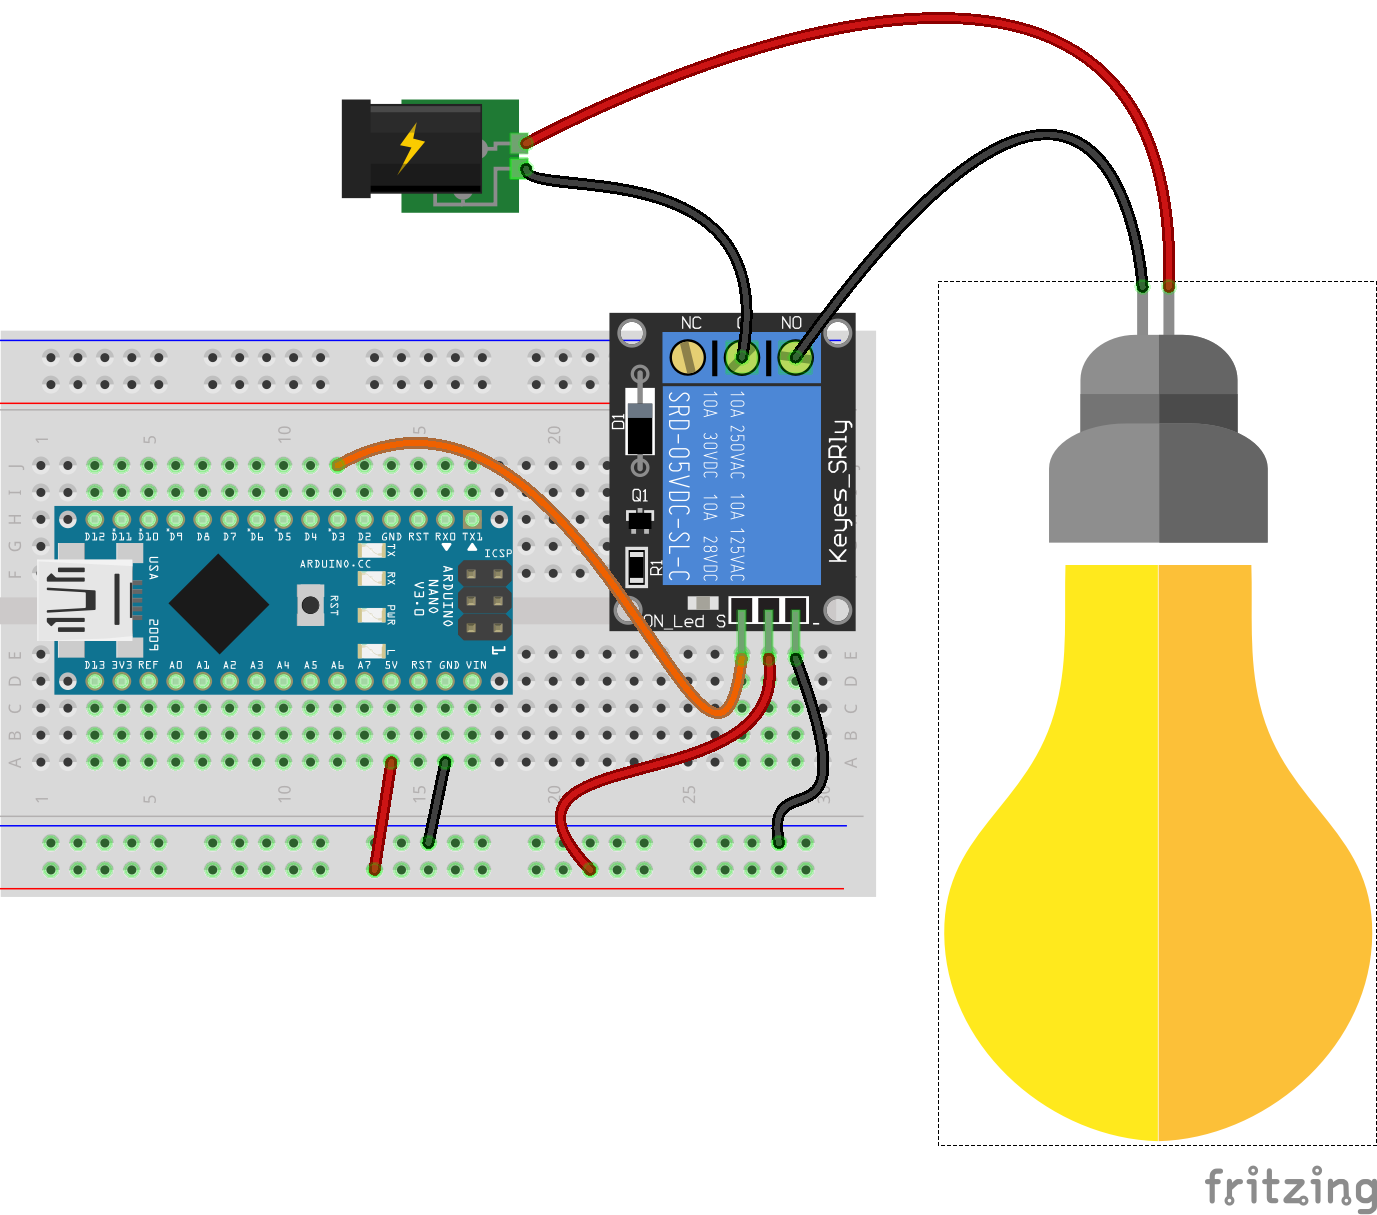 NC NO
D1
SRD-05VDC-SL-C
10A 30VDC 10A 28VDC
10A 250VAC 10A 125VAC
Keyes_SRly
Q1
R1
ON_Led S -
1 5 10 15 20
J
I
H
G
F
D12 D11 D10 D9 D8 D7 D6 D5 D4 D3 D2 GND RST RX0 TX1
ICSP
ARDUINO.CC
USA
2009
RST
TX
RX
PWR
L
ARDUINO
NANO
V3.0
1
D13 3V3 REF A0 A1 A2 A3 A4 A5 A6 A7 5V RST GND VIN
E E
D D
C C
B B
A A
1 5 10 15 20 25 30
fritzing